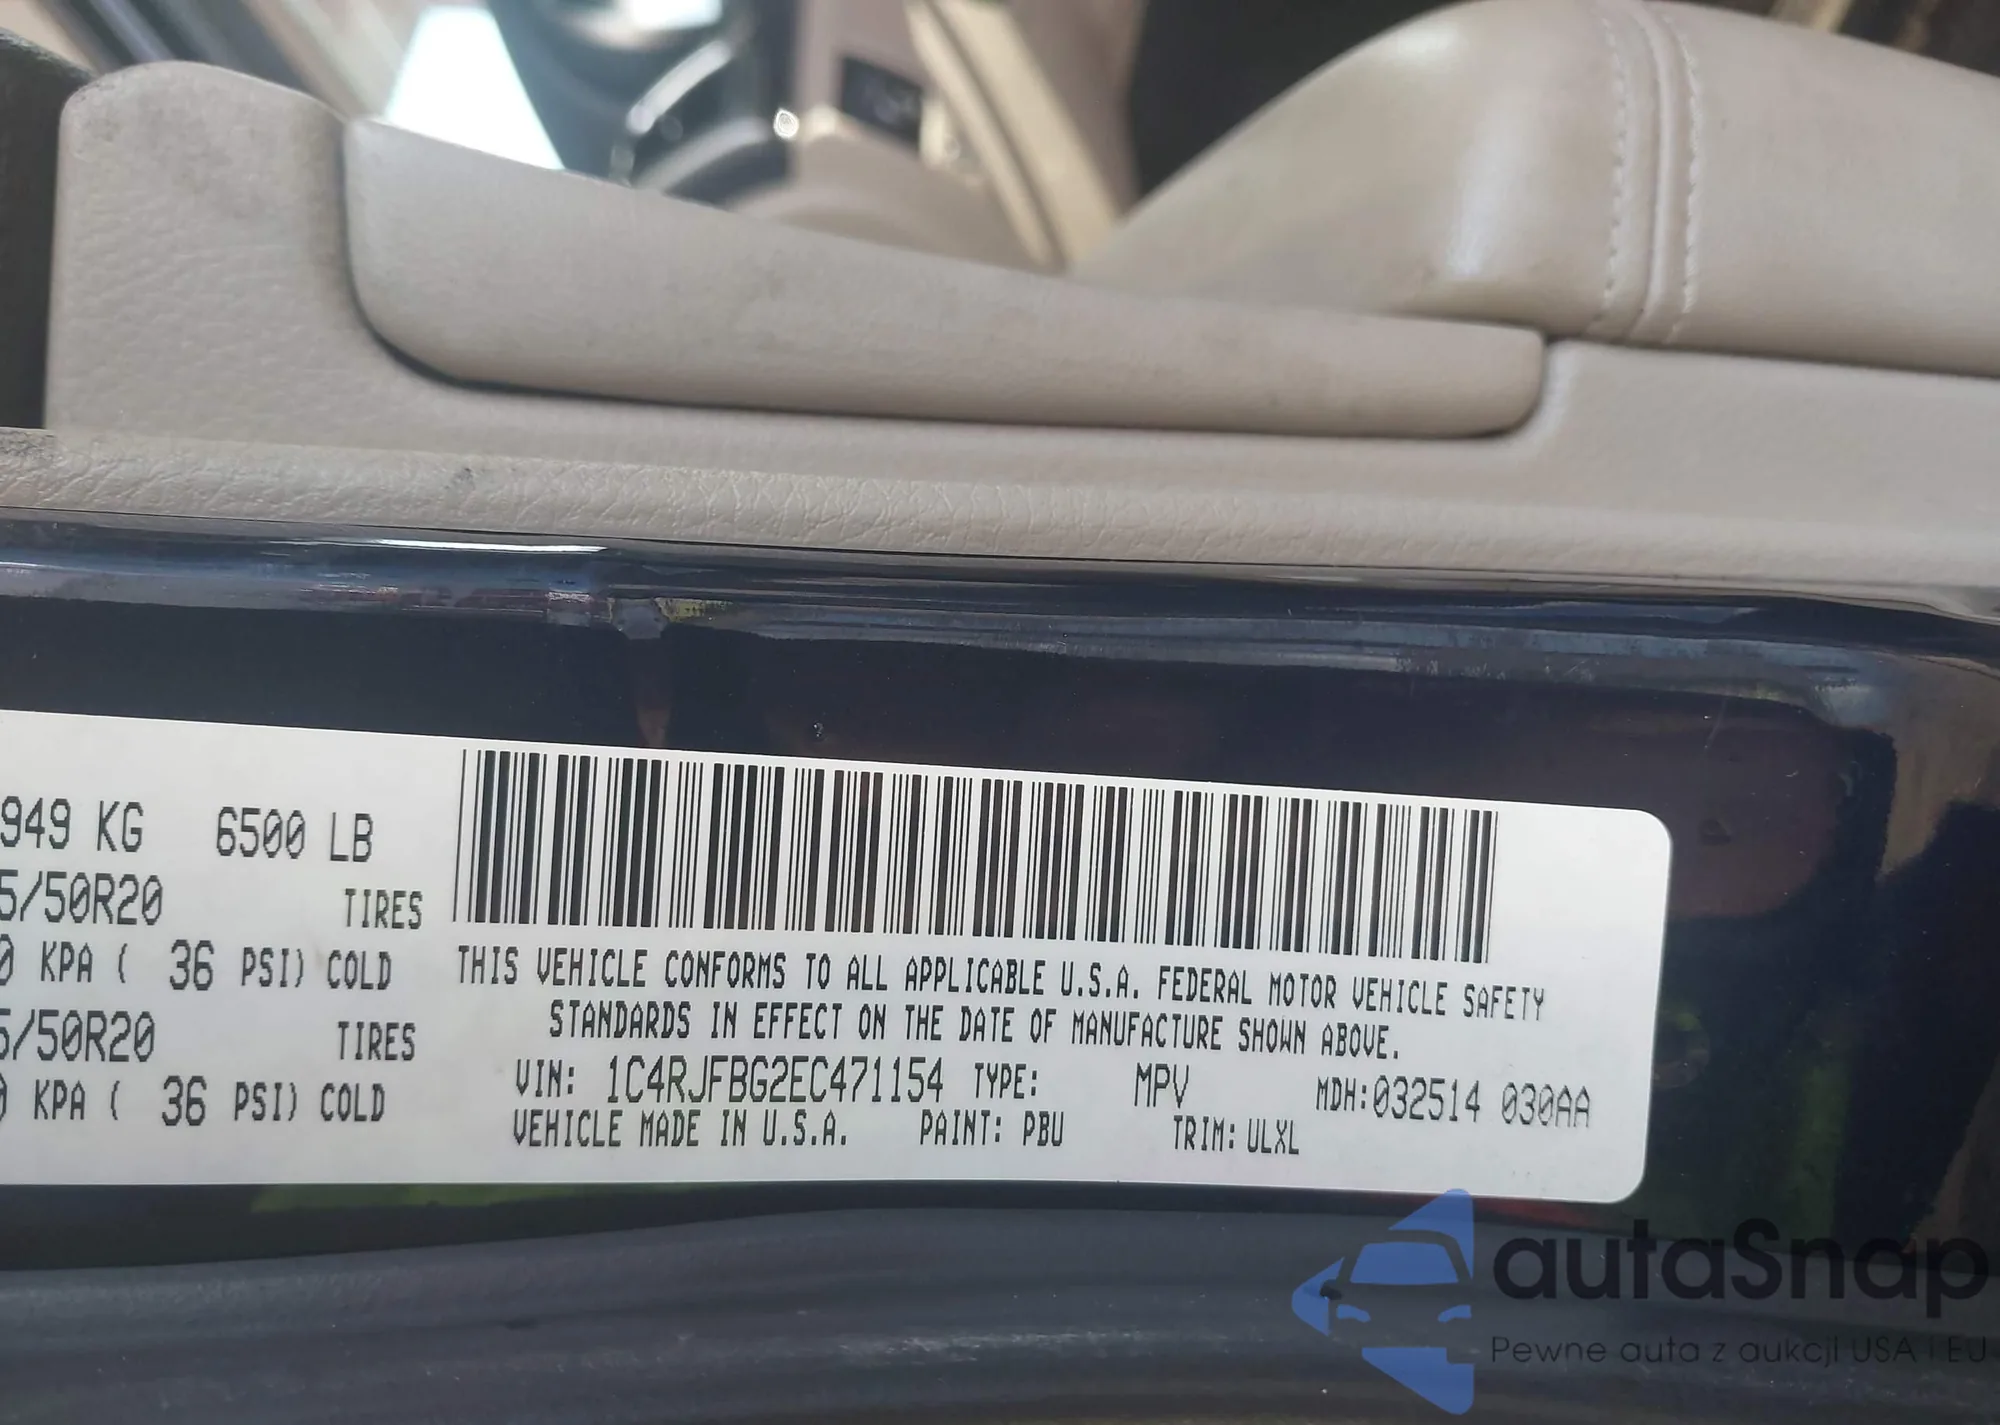 949 KG 6500 LB
5/50R20 TIRES
0 KPA ( 36 PSI) COLD
5/50R20 TIRES
0 KPA ( 36 PSI) COLD
THIS VEHICLE CONFORMS TO ALL APPLICABLE U.S.A. FEDERAL MOTOR VEHICLE SAFETY
STANDARDS IN EFFECT ON THE DATE OF MANUFACTURE SHOWN ABOVE.
VIN: 1C4RJFBG2EC471154 TYPE: MPV MDH:032514 030AA
VEHICLE MADE IN U.S.A. PAINT: PBU TRIM: ULXL
autaSnap
Pewne auta z aukcji USA i EU